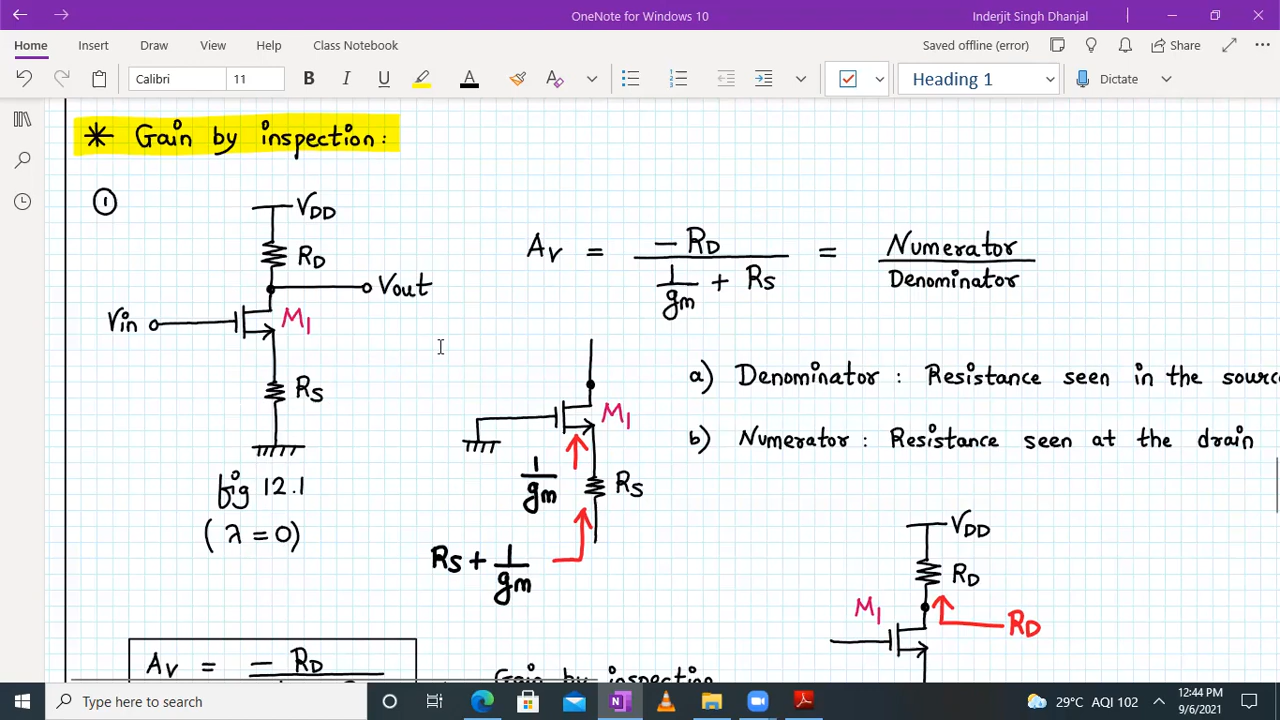 OneNote for Windows 10
Inderjit Singh Dhanjal
Home Insert Draw View Help Class Notebook
Saved offline (error)
Share
Calibri 11 B I U A
Heading 1
Dictate
* Gain by inspection:
1
VDD
RD
Vout
Vin
M1
RS
fig 12.1
(λ = 0)
Av = -RD / (1/gm + RS) = Numerator / Denominator
M1
1/gm
RS
RS + 1/gm
a) Denominator : Resistance seen in the source
b) Numerator : Resistance seen at the drain
VDD
RD
M1
RD
Av = - RD
Gain by inspection
Type here to search
29°C AQI 102
12:44 PM
9/6/2021